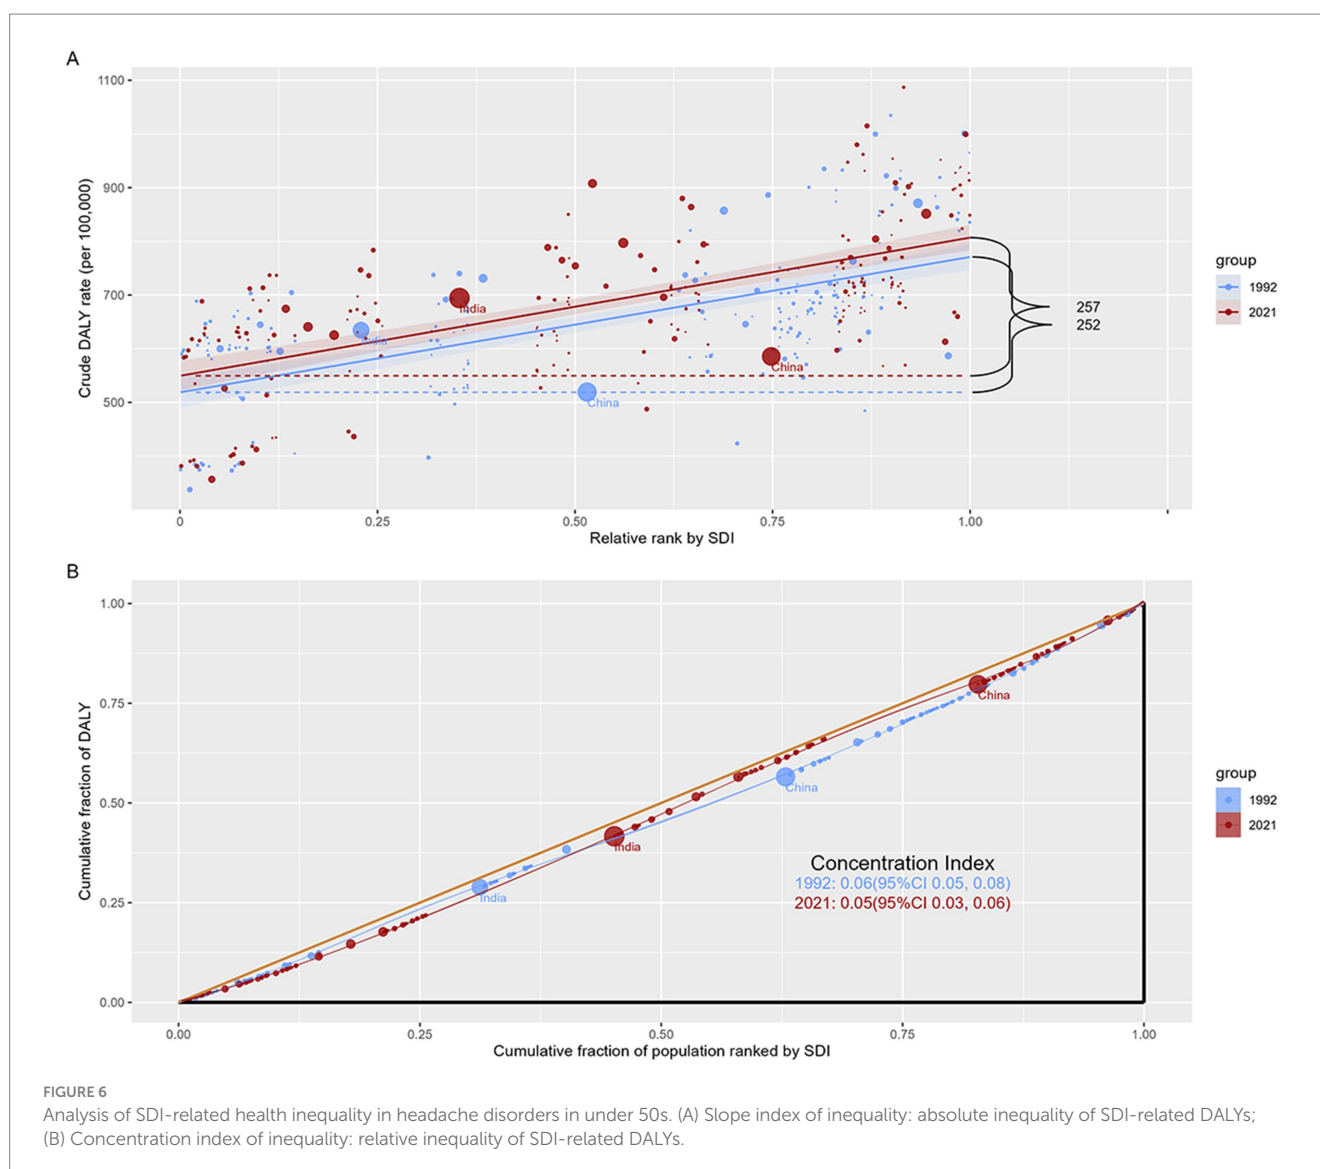 A
1100
900
700
500
Crude DALY rate (per 100,000)
India
India
China
China
257
252
group
1992
2021
0
0.25
0.50
0.75
1.00
Relative rank by SDI
B
1.00
0.75
0.50
0.25
0.00
Cumulative fraction of DALY
China
China
India
India
Concentration Index
1992: 0.06(95%CI 0.05, 0.08)
2021: 0.05(95%CI 0.03, 0.06)
group
1992
2021
0.00
0.25
0.50
0.75
1.00
Cumulative fraction of population ranked by SDI
FIGURE 6
Analysis of SDI-related health inequality in headache disorders in under 50s. (A) Slope index of inequality: absolute inequality of SDI-related DALYs;
(B) Concentration index of inequality: relative inequality of SDI-related DALYs.